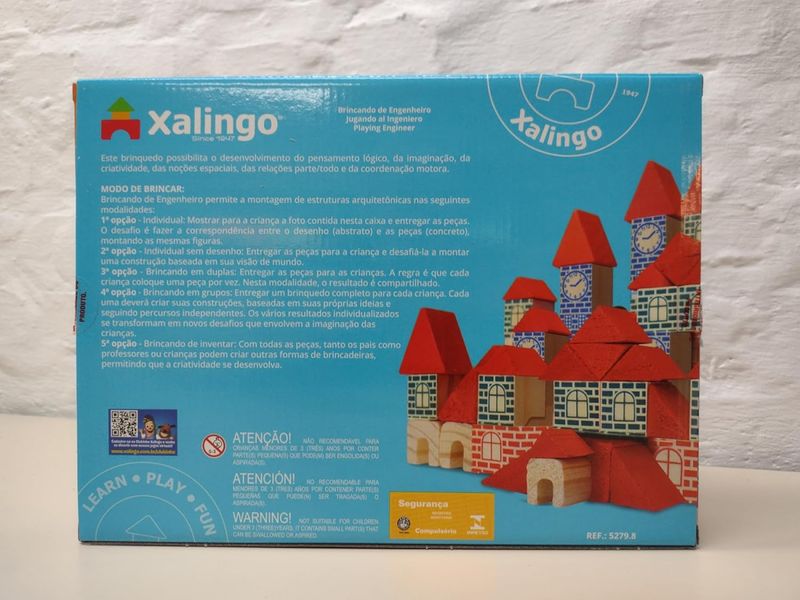 Xalingo
Since 1947
Brincando de Engenheiro
Jugando al Ingeniero
Playing Engineer
1947
Xalingo
Este brinquedo possibilita o desenvolvimento do pensamento lógico, da imaginação, da
criatividade, das noções espaciais, das relações parte/todo e da coordenação motora.
MODO DE BRINCAR:
Brincando de Engenheiro permite a montagem de estruturas arquitetônicas nas seguintes
modalidades:
1ª opção - Individual: Mostrar para a criança a foto contida nesta caixa e entregar as peças.
O desafio é fazer a correspondência entre o desenho (abstrato) e as peças (concreto),
montando as mesmas figuras.
2ª opção - Individual sem desenho: Entregar as peças para a criança e desafiá-la a montar
uma construção baseada em sua visão de mundo.
3ª opção - Brincando em duplas: Entregar as peças para as crianças. A regra é que cada
criança coloque uma peça por vez. Nesta modalidade, o resultado é compartilhado.
4ª opção - Brincando em grupos: Entregar um brinquedo completo para cada criança. Cada
uma deverá criar suas construções, baseadas em suas próprias ideias e
seguindo percursos independentes. Os vários resultados individualizados
se transformam em novos desafios que envolvem a imaginação das
crianças.
5ª opção - Brincando de inventar: Com todas as peças, tanto os pais como
professores ou crianças podem criar outras formas de brincadeiras,
permitindo que a criatividade se desenvolva.
PRODUTO.
www.xalingo.com.br/clubinho
LEARN • PLAY • FUN
0-3
ATENÇÃO! NÃO RECOMENDÁVEL PARA
CRIANÇAS MENORES DE 3 (TRÊS) ANOS POR CONTER
PARTE(S) PEQUENA(S) QUE PODE(M) SER ENGOLIDA(S) OU
ASPIRADA(S).
ATENCIÓN! NO RECOMENDABLE PARA
MENORES DE 3 (TRES) AÑOS POR CONTENER PARTE(S)
PEQUEÑAS QUE PUEDE(N) SER TRAGADA(S) O
ASPIRADA(S).
WARNING! NOT SUITABLE FOR CHILDREN
UNDER 3 (THREE) YEARS, IT CONTAINS SMALL PART(S) THAT
CAN BE SWALLOWED OR ASPIRED.
Segurança
Compulsório
INMETRO
REF.: 5279.8